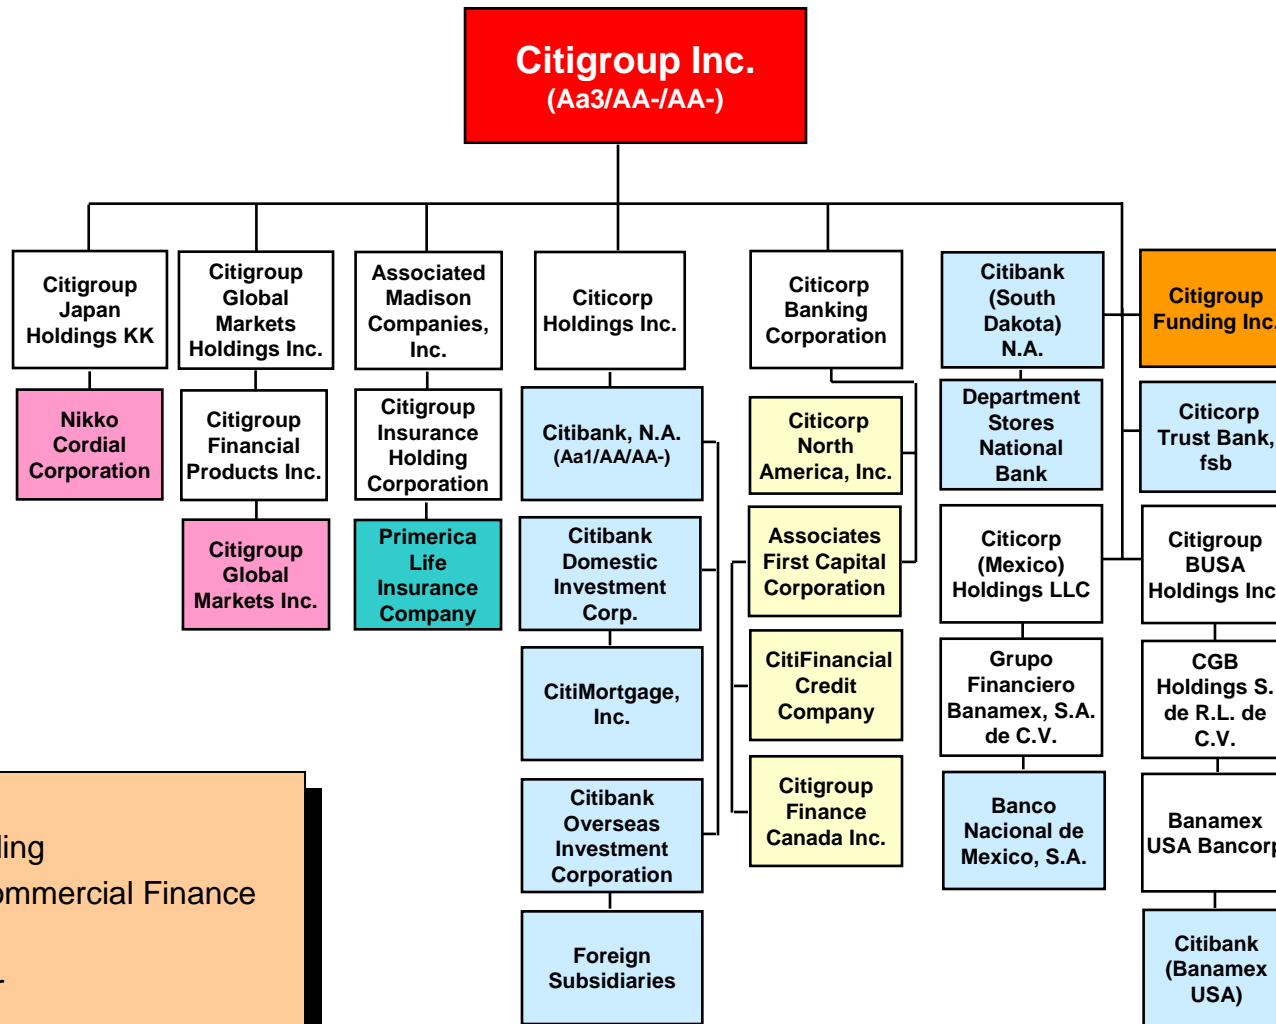 Citigroup Inc.
(Aa3/AA-/AA-)
Citigroup
Japan
Holdings KK
Citigroup
Global
Markets
Holdings Inc.
Associated
Madison
Companies,
Inc.
Citicorp
Holdings Inc.
Citicorp
Banking
Corporation
Citibank
(South
Dakota)
N.A.
Citigroup
Funding Inc.
Nikko
Cordial
Corporation
Citigroup
Financial
Products Inc.
Citigroup
Insurance
Holding
Corporation
Citibank, N.A.
(Aa1/AA/AA-)
Citicorp
North
America, Inc.
Department
Stores
National
Bank
Citicorp
Trust Bank,
fsb
Citigroup
Global
Markets Inc.
Primerica
Life
Insurance
Company
Citibank
Domestic
Investment
Corp.
Associates
First Capital
Corporation
Citicorp
(Mexico)
Holdings LLC
Citigroup
BUSA
Holdings Inc
CitiMortgage,
Inc.
CitiFinancial
Credit
Company
Grupo
Financiero
Banamex, S.A.
de C.V.
CGB
Holdings S.
de R.L. de
C.V.
Citibank
Overseas
Investment
Corporation
Citigroup
Finance
Canada Inc.
Banco
Nacional de
Mexico, S.A.
Banamex
USA Bancorp
Foreign
Subsidiaries
Citibank
(Banamex
USA)
ling
ommercial Finance